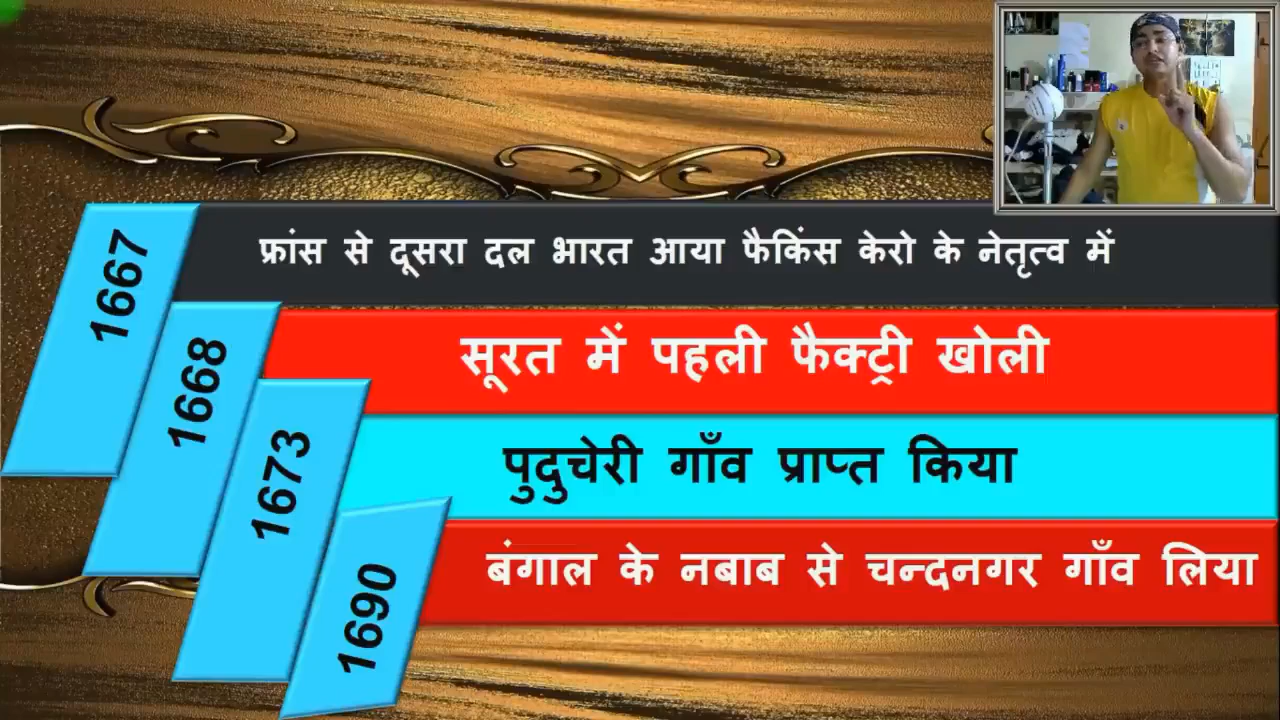 1667
फ्रांस से दूसरा दल भारत आया फैकिंस केरो के नेतृत्व में
1668
सूरत में पहली फैक्ट्री खोली
1673
पुदुचेरी गाँव प्राप्त किया
1690
बंगाल के नबाब से चन्दनगर गाँव लिया